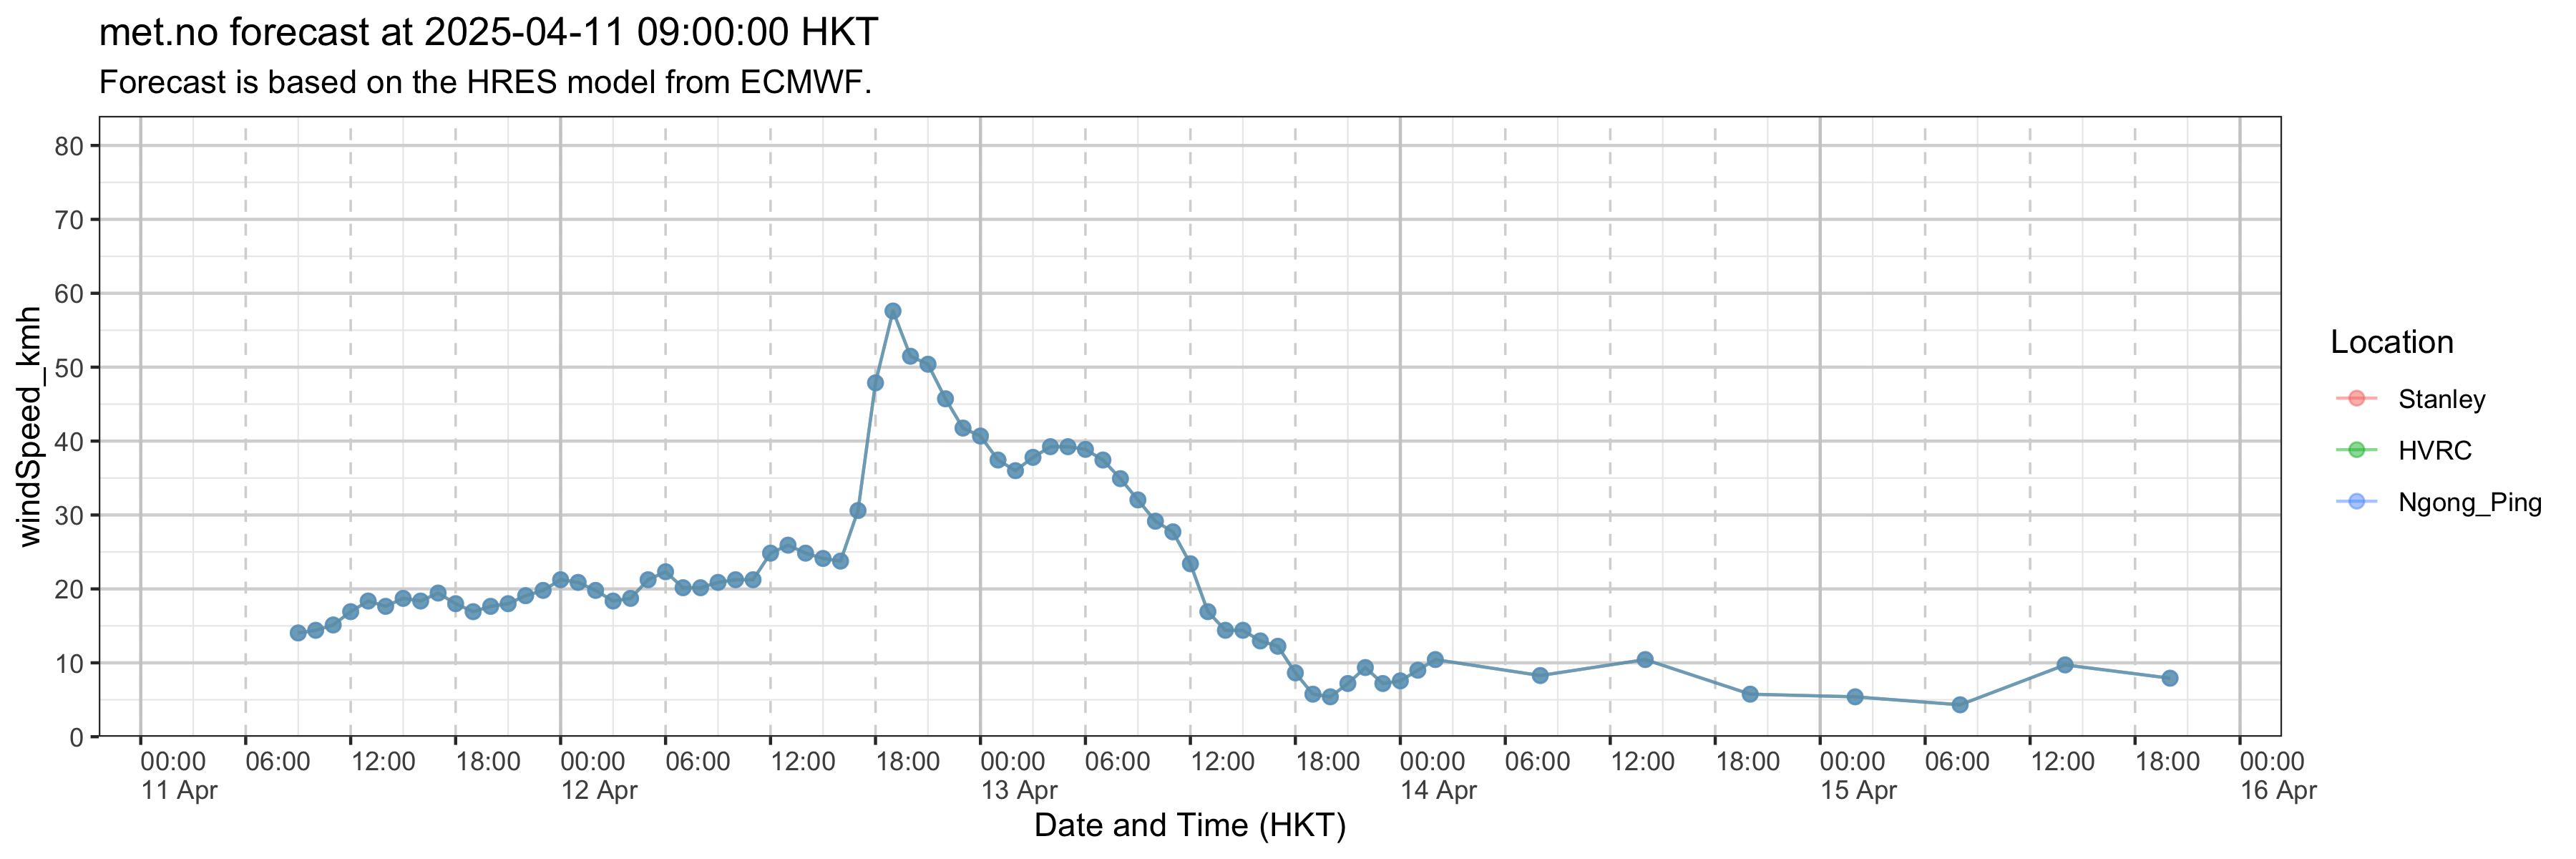 met.no forecast at 2025-04-11 09:00:00 HKT
Forecast is based on the HRES model from ECMWF.
windSpeed_kmh
80
70
60
50
40
30
20
10
0
00:00 06:00 12:00 18:00 00:00 06:00 12:00 18:00 00:00 06:00 12:00 18:00 00:00 06:00 12:00 18:00 00:00 06:00 12:00 18:00 00:00
11 Apr 12 Apr 13 Apr 14 Apr 15 Apr 16 Apr
Date and Time (HKT)
Location
Stanley
HVRC
Ngong_Ping